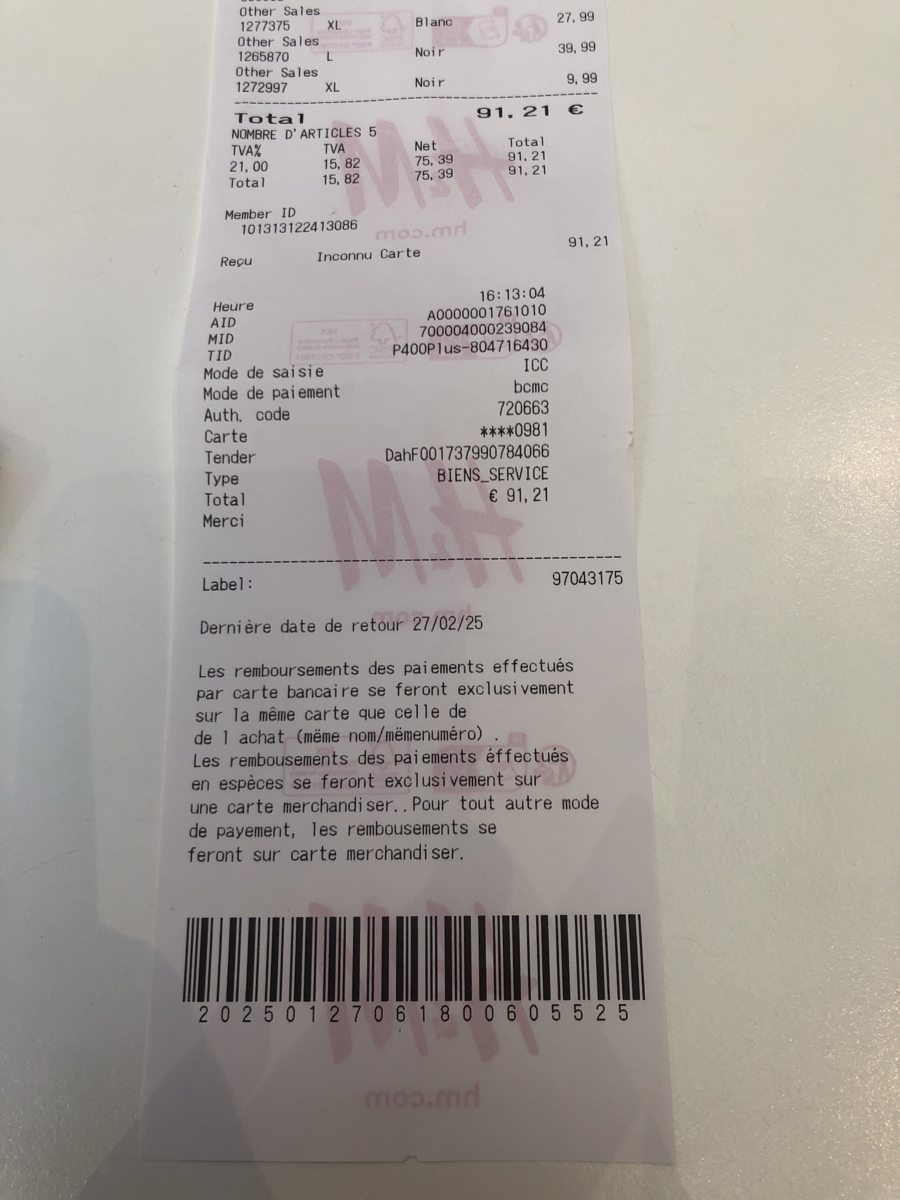 Other Sales
1277375 XL Blanc 27,99
Other Sales
1265870 L Noir 39,99
Other Sales
1272997 XL Noir 9,99
Total 91,21 €
NOMBRE D'ARTICLES 5
TVA% TVA Net Total
21,00 15,82 75,39 91,21
Total 15,82 75,39 91,21
Member ID
101313122413086
Reçu Inconnu Carte 91,21
Heure 16:13:04
AID A0000001761010
MID 700004000239084
TID P400Plus-804716430
Mode de saisie ICC
Mode de paiement bcmc
Auth. code 720663
Carte ****0981
Tender DahF001737990784066
Type BIENS_SERVICE
Total € 91,21
Merci
Label: 97043175
Dernière date de retour 27/02/25
Les remboursements des paiements effectués
par carte bancaire se feront exclusivement
sur la même carte que celle de
de l achat (mëme nom/mëmenuméro) .
Les rembousements des paiements éffectués
en espèces se feront exclusivement sur
une carte merchandiser..Pour tout autre mode
de payement, les rembousements se
feront sur carte merchandiser.
20250127061800605525
H&M
hm.com